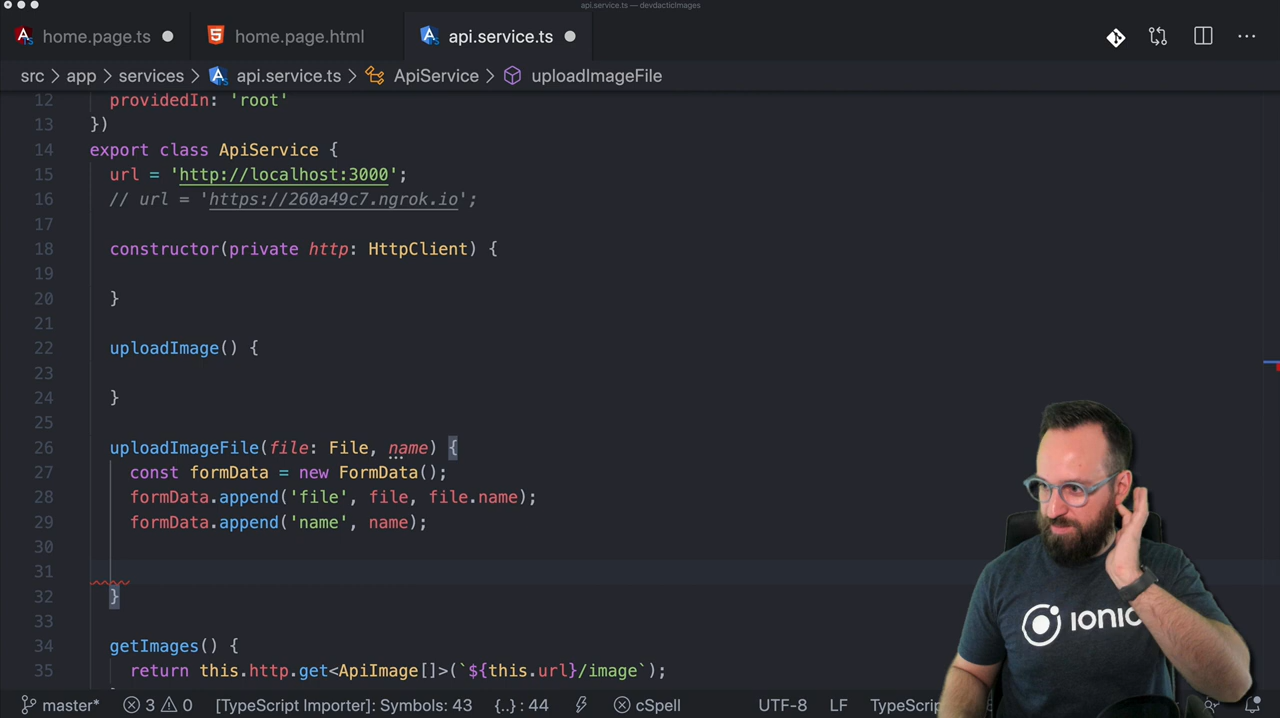 api.service.ts — devdacticImages
home.page.ts
home.page.html
api.service.ts
src > app > services > api.service.ts > ApiService > uploadImageFile
12 providedIn: 'root'
13 })
14 export class ApiService {
15 url = 'http://localhost:3000';
16 // url = 'https://260a49c7.ngrok.io';
17
18 constructor(private http: HttpClient) {
19
20 }
21
22 uploadImage() {
23
24 }
25
26 uploadImageFile(file: File, name) {
27 const formData = new FormData();
28 formData.append('file', file, file.name);
29 formData.append('name', name);
30
31
32 }
33
34 getImages() {
35 return this.http.get<ApiImage[]>(`${this.url}/image`);
ionic
master* 3 0 [TypeScript Importer]: Symbols: 43 {..} : 44 cSpell UTF-8 LF TypeScr